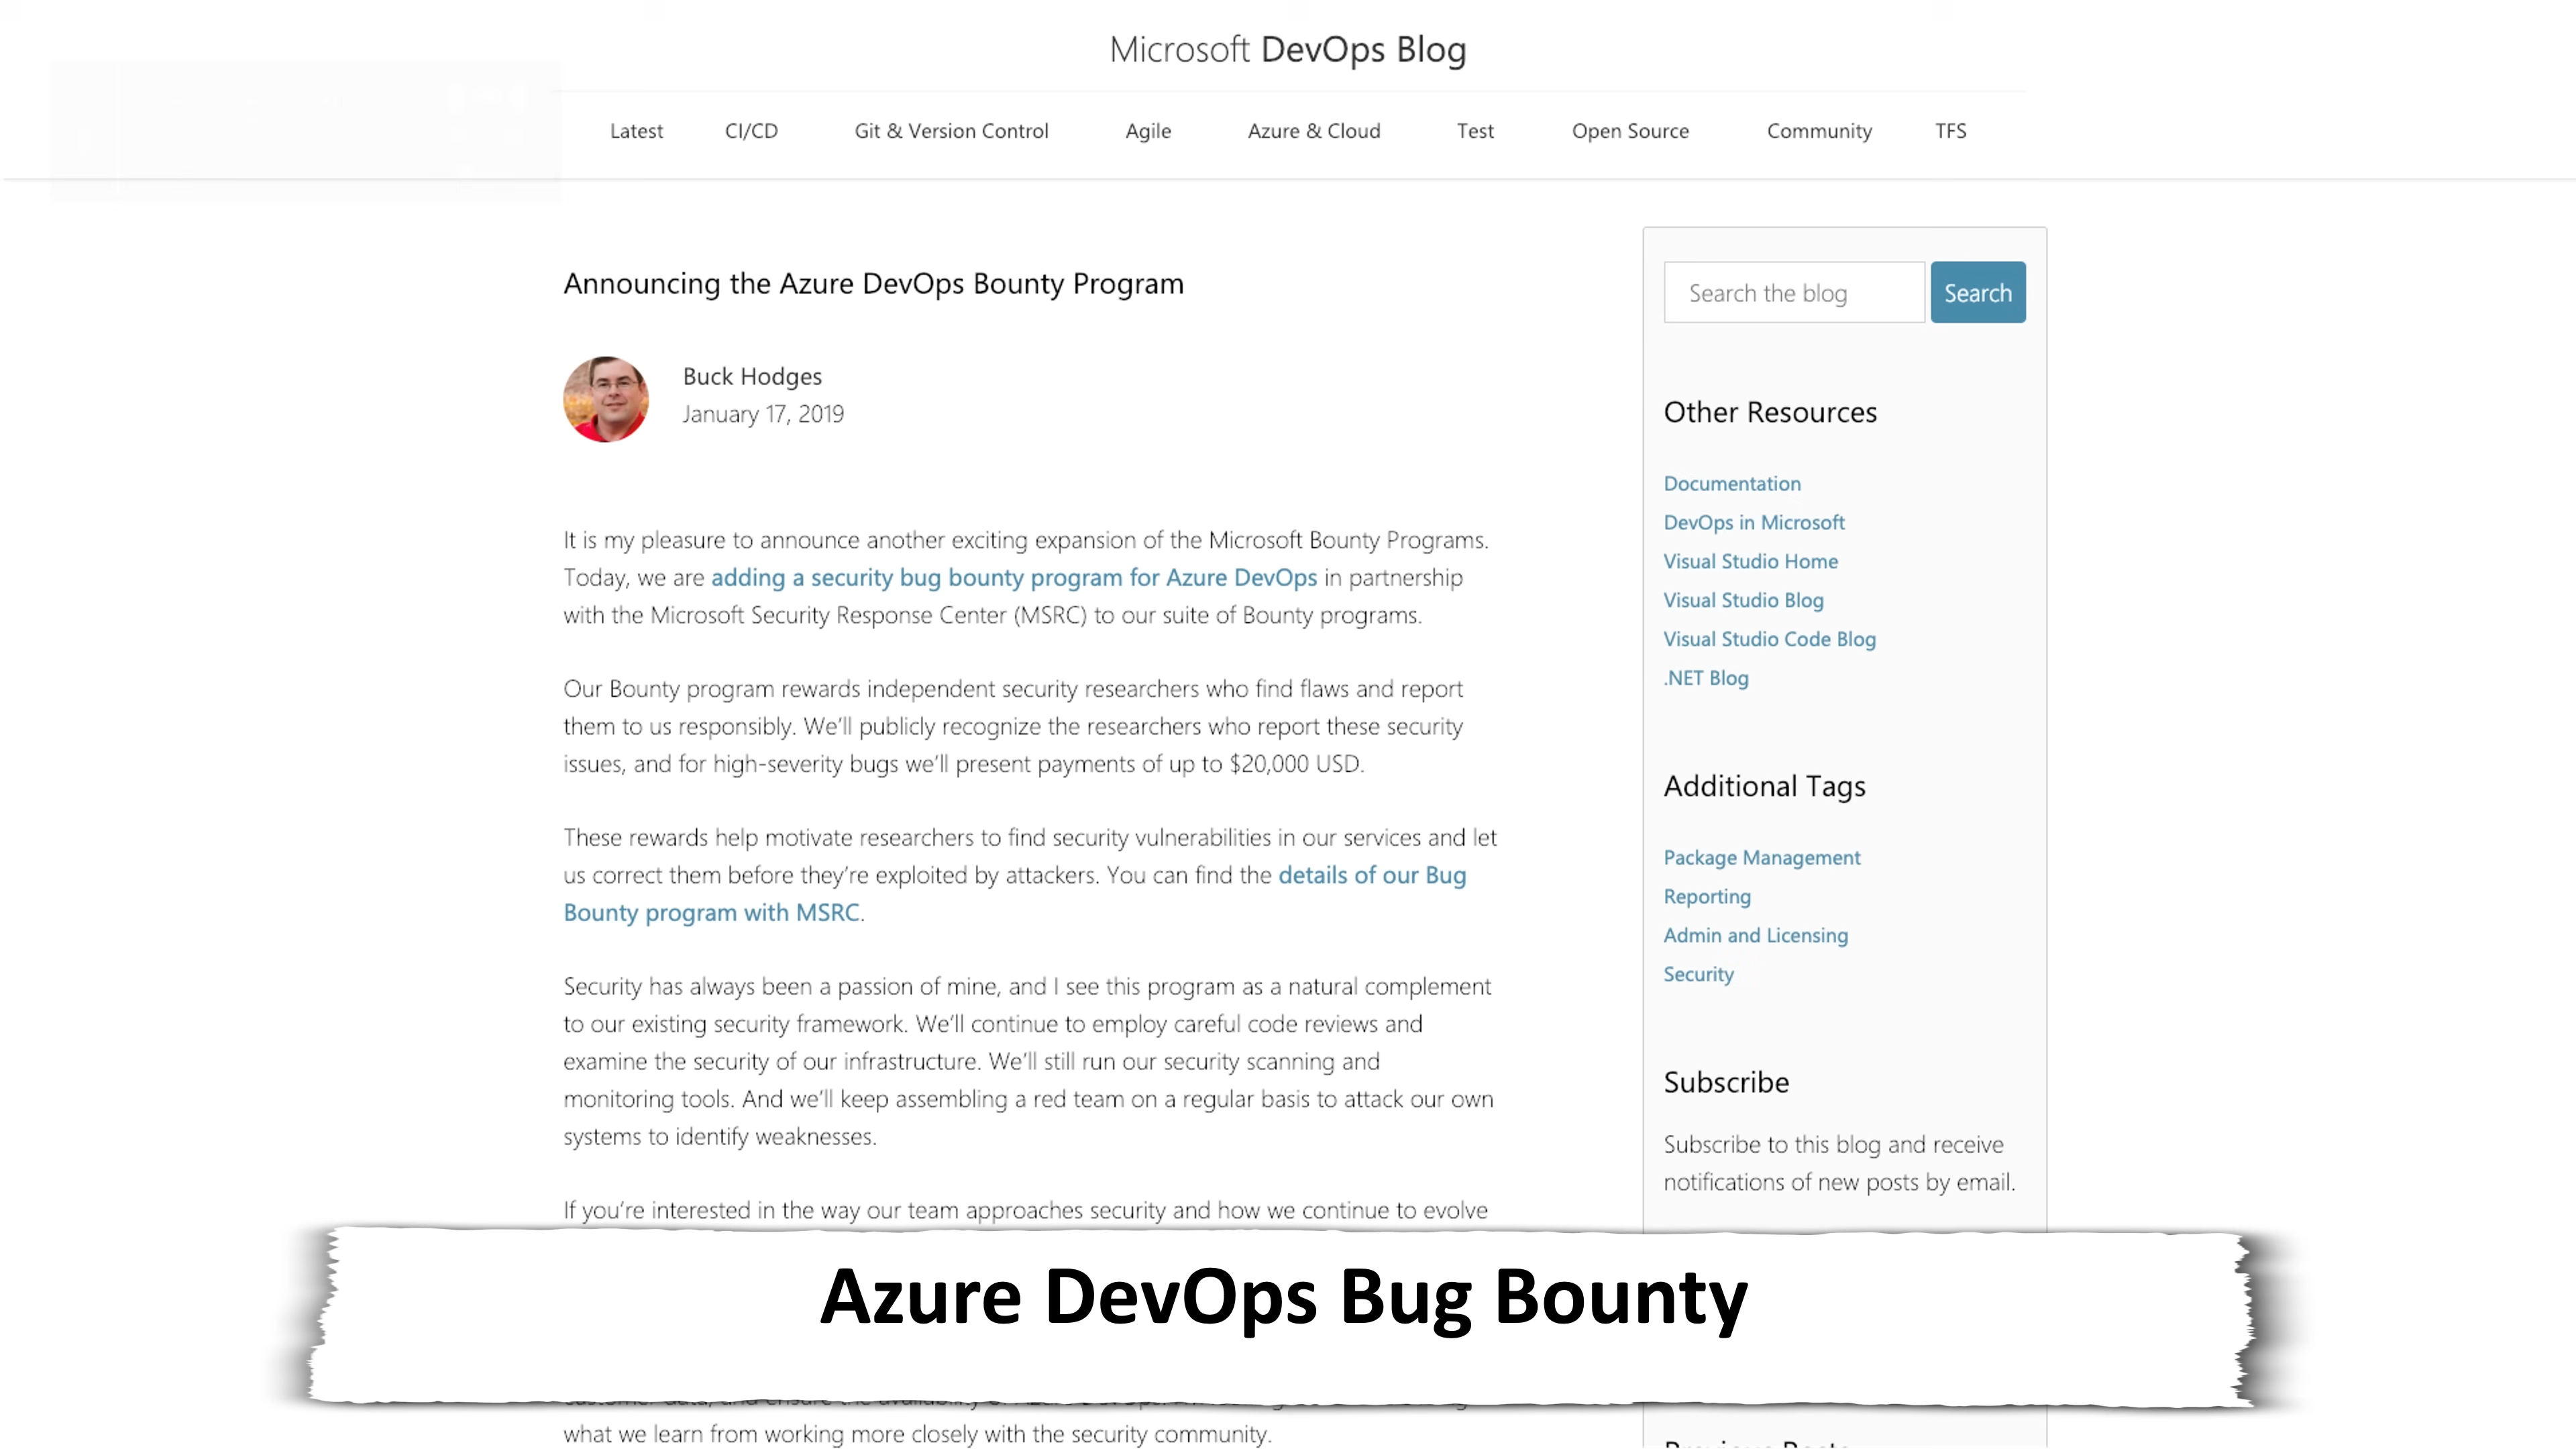 Microsoft DevOps Blog
Latest CI/CD Git & Version Control Agile Azure & Cloud Test Open Source Community TFS
Announcing the Azure DevOps Bounty Program
Buck Hodges
January 17, 2019
It is my pleasure to announce another exciting expansion of the Microsoft Bounty Programs.
Today, we are adding a security bug bounty program for Azure DevOps in partnership
with the Microsoft Security Response Center (MSRC) to our suite of Bounty programs.
Our Bounty program rewards independent security researchers who find flaws and report
them to us responsibly. We’ll publicly recognize the researchers who report these security
issues, and for high-severity bugs we’ll present payments of up to $20,000 USD.
These rewards help motivate researchers to find security vulnerabilities in our services and let
us correct them before they’re exploited by attackers. You can find the details of our Bug
Bounty program with MSRC.
Security has always been a passion of mine, and I see this program as a natural complement
to our existing security framework. We’ll continue to employ careful code reviews and
examine the security of our infrastructure. We’ll still run our security scanning and
monitoring tools. And we’ll keep assembling a red team on a regular basis to attack our own
systems to identify weaknesses.
If you’re interested in the way our team approaches security and how we continue to evolve
what we learn from working more closely with the security community.
Search the blog Search
Other Resources
Documentation
DevOps in Microsoft
Visual Studio Home
Visual Studio Blog
Visual Studio Code Blog
.NET Blog
Additional Tags
Package Management
Reporting
Admin and Licensing
Security
Subscribe
Subscribe to this blog and receive
notifications of new posts by email.
Azure DevOps Bug Bounty